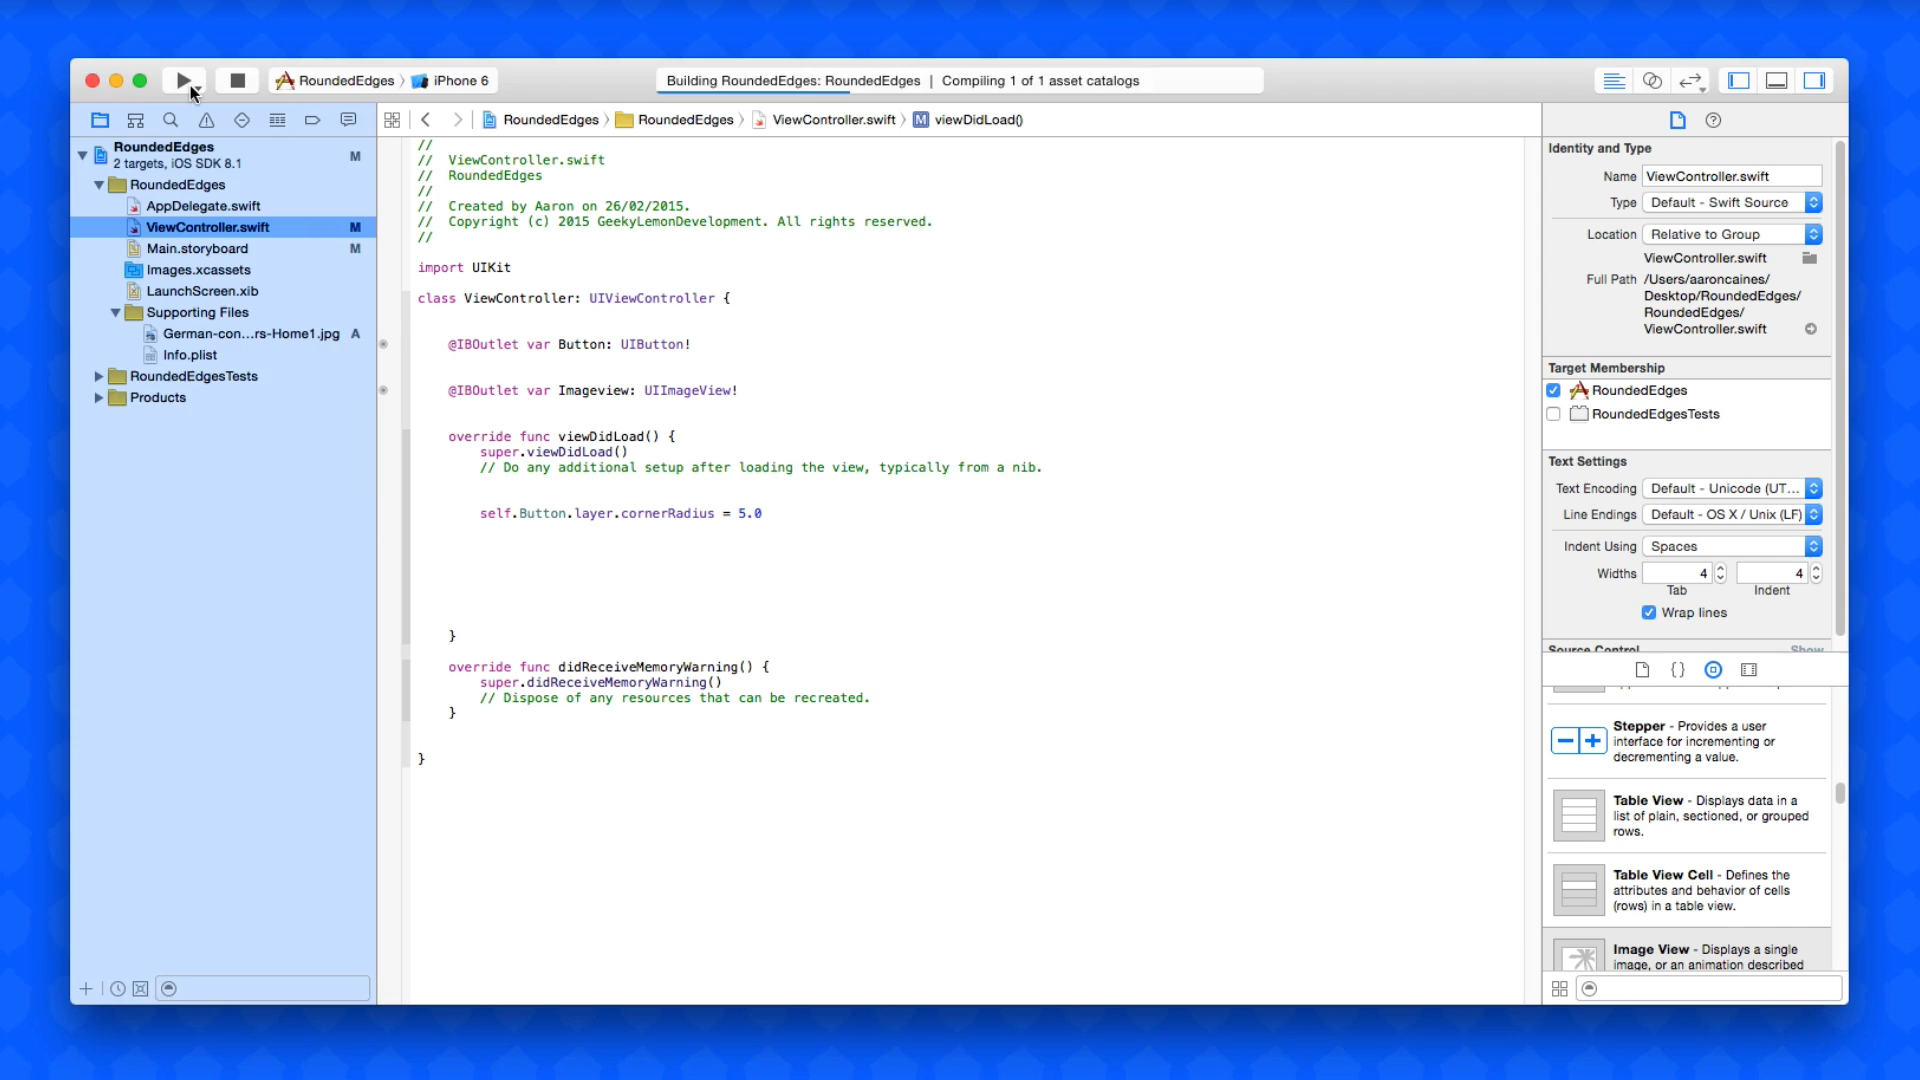 RoundedEdges 〉 iPhone 6
Building RoundedEdges: RoundedEdges | Compiling 1 of 1 asset catalogs
RoundedEdges 〉 RoundedEdges 〉 ViewController.swift 〉 M viewDidLoad()
RoundedEdges
2 targets, iOS SDK 8.1 M
RoundedEdges
AppDelegate.swift
ViewController.swift M
Main.storyboard M
Images.xcassets
LaunchScreen.xib
Supporting Files
German-con...rs-Home1.jpg A
Info.plist
RoundedEdgesTests
Products
//
// ViewController.swift
// RoundedEdges
//
// Created by Aaron on 26/02/2015.
// Copyright (c) 2015 GeekyLemonDevelopment. All rights reserved.
//
import UIKit
class ViewController: UIViewController {
@IBOutlet var Button: UIButton!
@IBOutlet var Imageview: UIImageView!
override func viewDidLoad() {
super.viewDidLoad()
// Do any additional setup after loading the view, typically from a nib.
self.Button.layer.cornerRadius = 5.0
}
override func didReceiveMemoryWarning() {
super.didReceiveMemoryWarning()
// Dispose of any resources that can be recreated.
}
}
Identity and Type
Name ViewController.swift
Type Default - Swift Source
Location Relative to Group
ViewController.swift
Full Path /Users/aaroncaines/
Desktop/RoundedEdges/
RoundedEdges/
ViewController.swift
Target Membership
RoundedEdges
RoundedEdgesTests
Text Settings
Text Encoding Default - Unicode (UT...
Line Endings Default - OS X / Unix (LF)
Indent Using Spaces
Widths 4 4
Tab Indent
Wrap lines
Source Control Show
{ }
Stepper - Provides a user
interface for incrementing or
decrementing a value.
Table View - Displays data in a
list of plain, sectioned, or grouped
rows.
Table View Cell - Defines the
attributes and behavior of cells
(rows) in a table view.
Image View - Displays a single
image, or an animation described